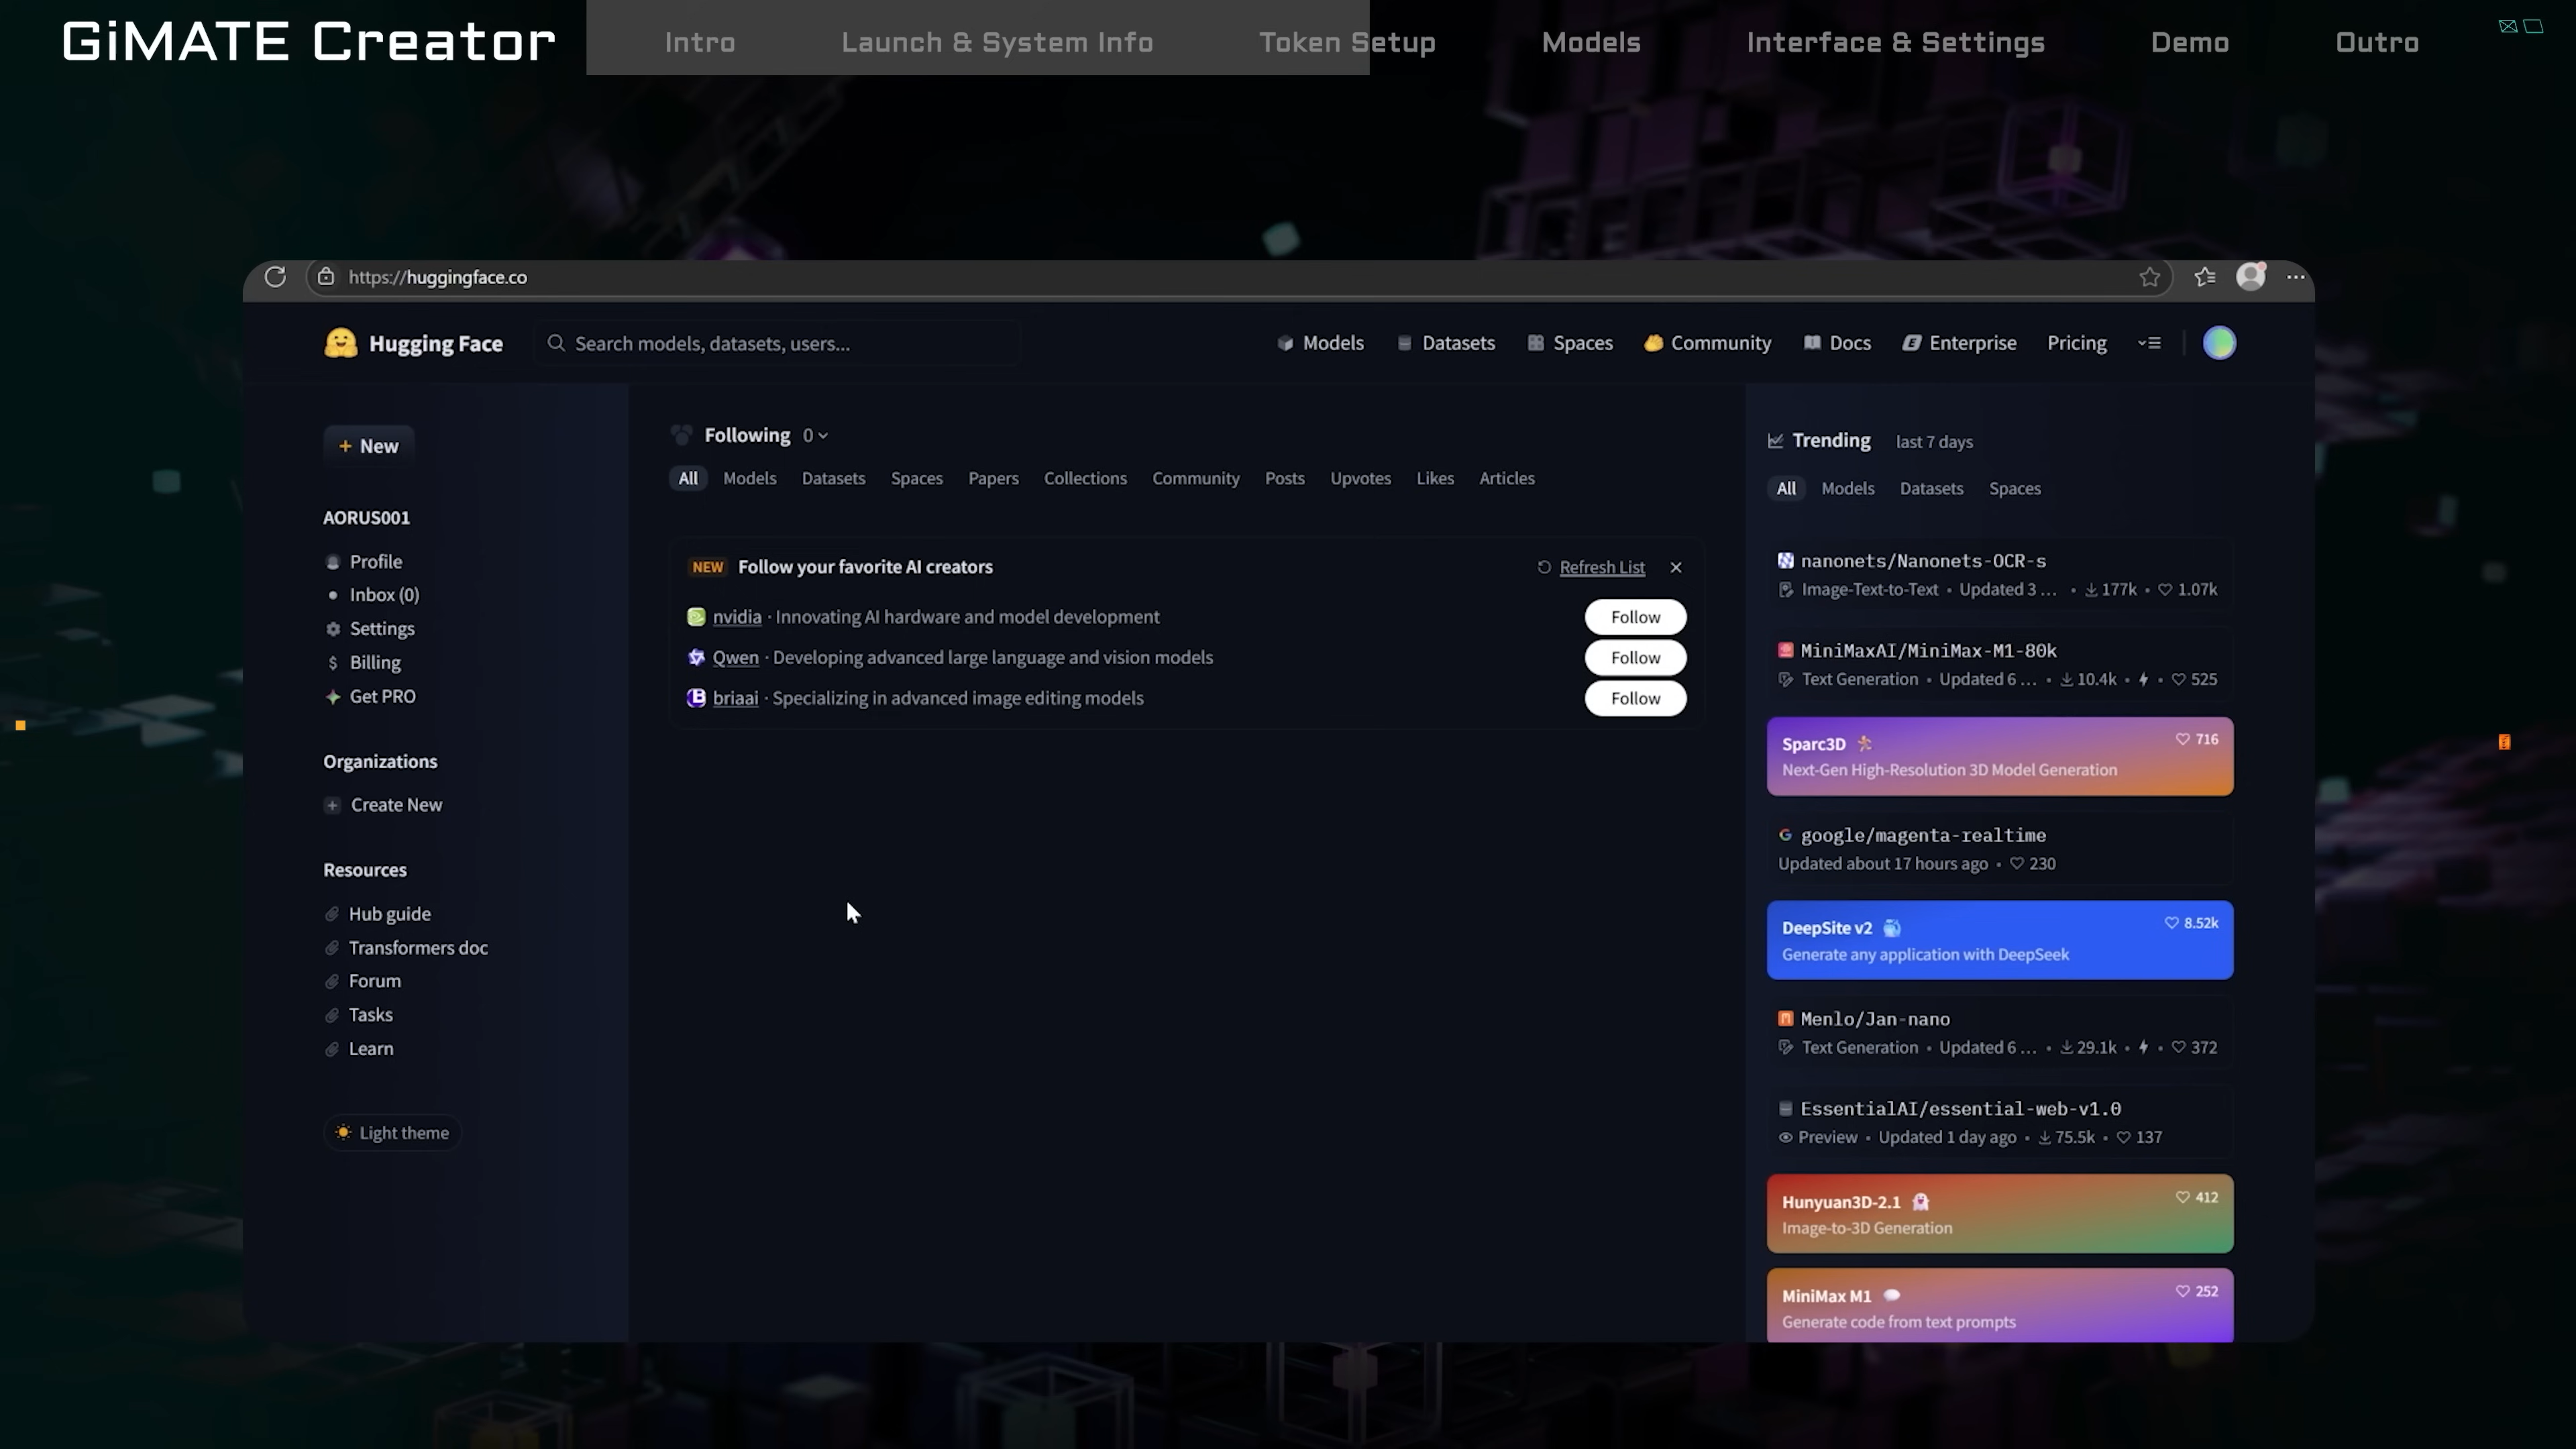 GiMATE Creator
Intro
Launch & System Info
Token Setup
Models
Interface & Settings
Demo
Outro
https://huggingface.co
Hugging Face
Search models, datasets, users...
Models
Datasets
Spaces
Community
Docs
Enterprise
Pricing
+ New
AORUS001
Profile
Inbox (0)
Settings
$ Billing
Get PRO
Organizations
+ Create New
Resources
Hub guide
Transformers doc
Forum
Tasks
Learn
Light theme
Following 0
All Models Datasets Spaces Papers Collections Community Posts Upvotes Likes Articles
NEW Follow your favorite AI creators
Refresh List
nvidia · Innovating AI hardware and model development
Follow
Qwen · Developing advanced large language and vision models
Follow
briaai · Specializing in advanced image editing models
Follow
Trending last 7 days
All Models Datasets Spaces
nanonets/Nanonets-OCR-s
Image-Text-to-Text • Updated 3 ... • 177k • 1.07k
MiniMaxAI/MiniMax-M1-80k
Text Generation • Updated 6 ... • 10.4k • • 525
Sparc3D
716
Next-Gen High-Resolution 3D Model Generation
google/magenta-realtime
Updated about 17 hours ago • 230
DeepSite v2
8.52k
Generate any application with DeepSeek
Menlo/Jan-nano
Text Generation • Updated 6 ... • 29.1k • • 372
EssentialAI/essential-web-v1.0
Preview • Updated 1 day ago • 75.5k • 137
Hunyuan3D-2.1
412
Image-to-3D Generation
MiniMax M1
252
Generate code from text prompts